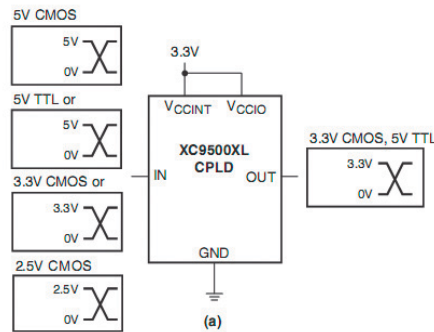 5V CMOS
5V
0V
5V TTL or
5V
0V
3.3V CMOS or
3.3V
0V
2.5V CMOS
2.5V
0V
3.3V
VCCINT VCCIO
XC9500XL
CPLD
IN
OUT
GND
(a)
3.3V CMOS, 5V TTL
3.3V
0V